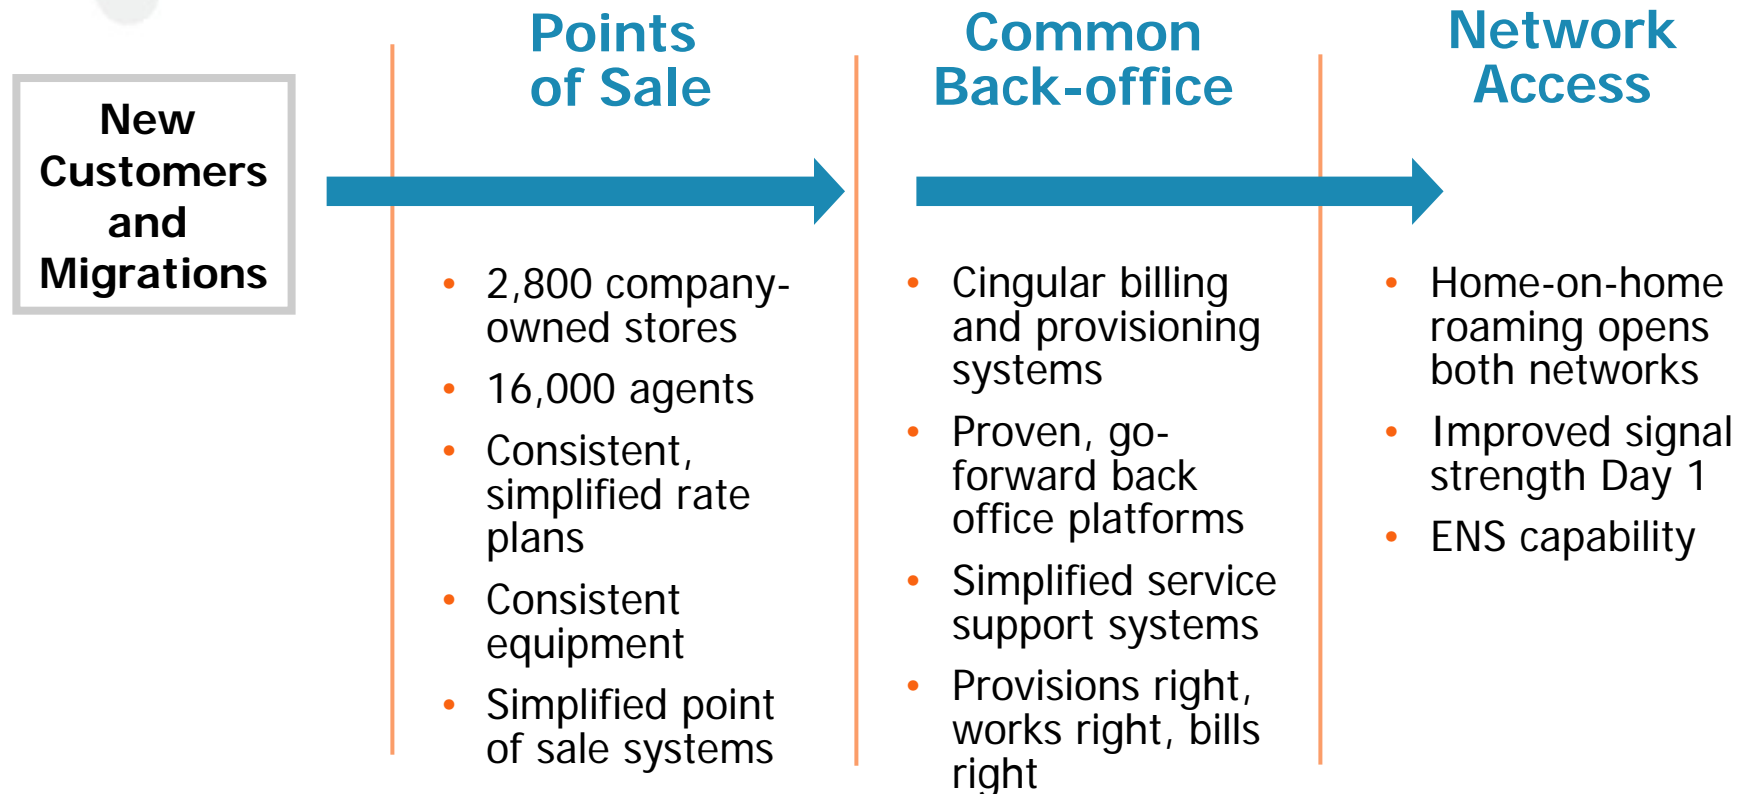 New
Customers
and
Migrations
Points
of Sale
• 2,800 company-
owned stores
• 16,000 agents
• Consistent,
simplified rate
plans
• Consistent
equipment
• Simplified point
of sale systems
Common
Back-office
• Cingular billing
and provisioning
systems
• Proven, go-
forward back
office platforms
• Simplified service
support systems
• Provisions right,
works right, bills
right
Network
Access
• Home-on-home
roaming opens
both networks
• Improved signal
strength Day 1
• ENS capability